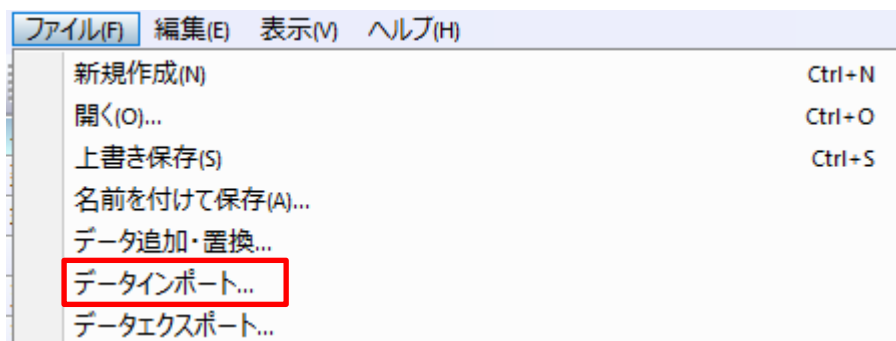 ファイル(F) 編集(E) 表示(V) ヘルプ(H)
新規作成(N) Ctrl+N
開く(O)... Ctrl+O
上書き保存(S) Ctrl+S
名前を付けて保存(A)...
データ追加・置換...
データインポート...
データエクスポート...